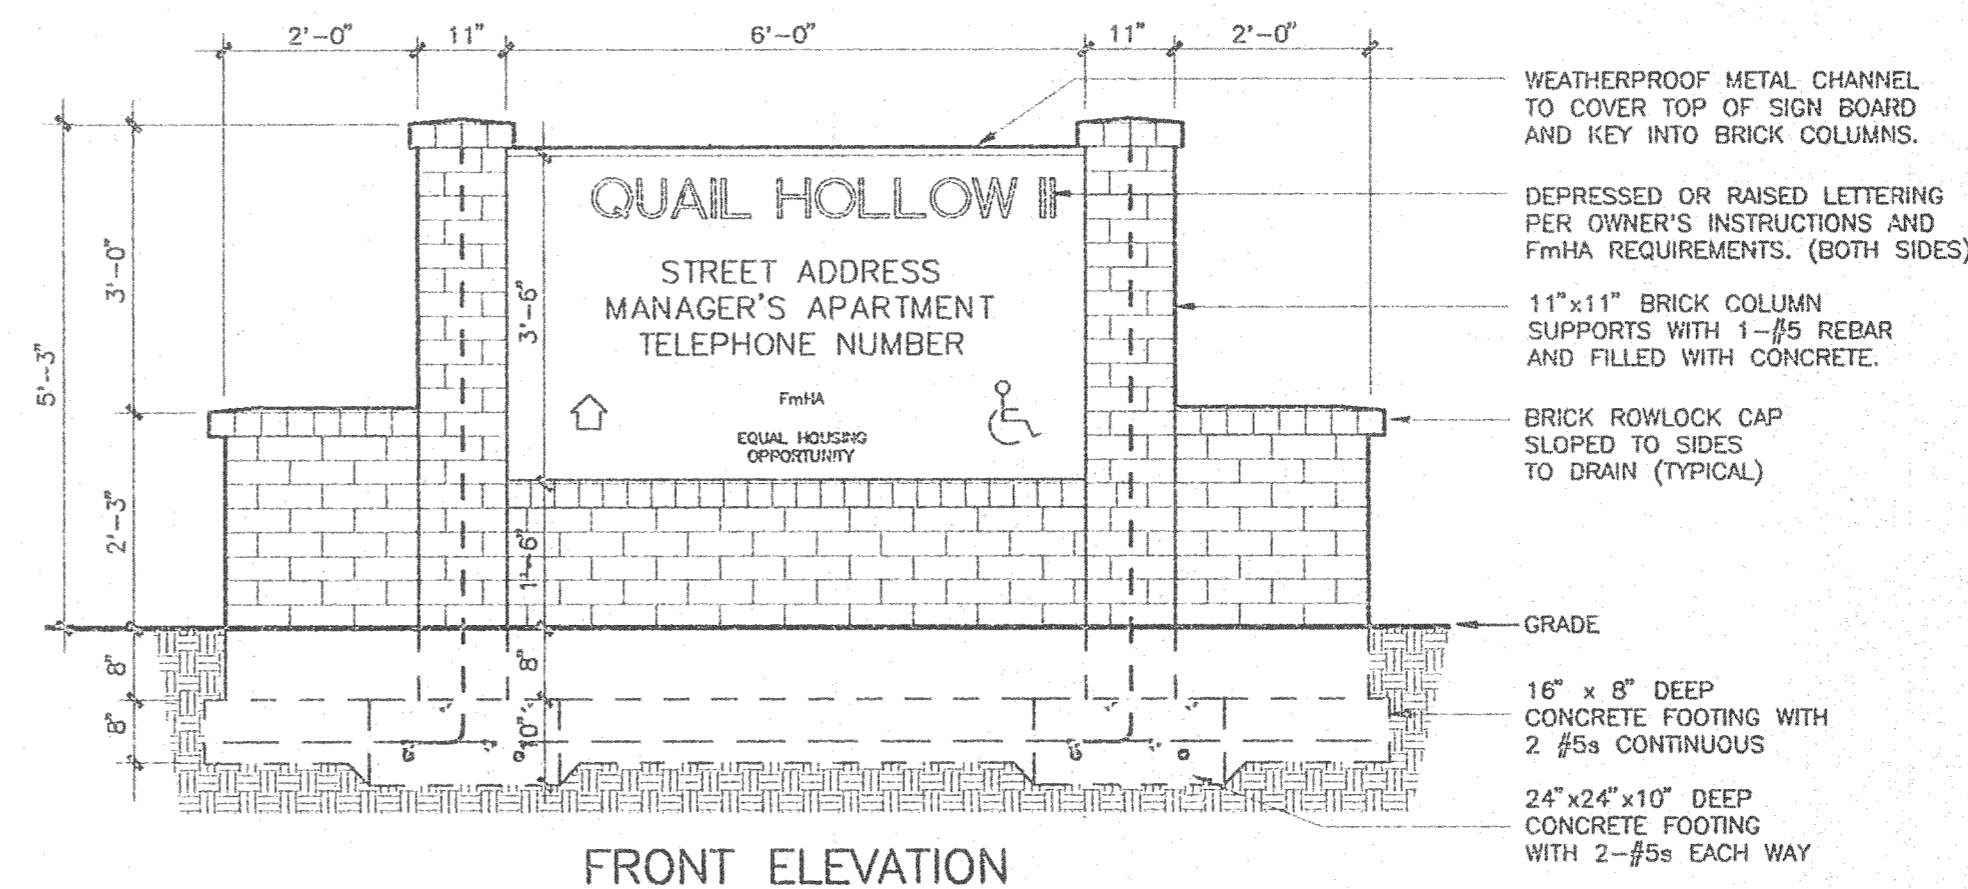 2'-0" 11" 6'-0" 11" 2'-0"
WEATHERPROOF METAL CHANNEL
TO COVER TOP OF SIGN BOARD
AND KEY INTO BRICK COLUMNS.
QUAIL HOLLOW II
DEPRESSED OR RAISED LETTERING
PER OWNER'S INSTRUCTIONS AND
FmHA REQUIREMENTS. (BOTH SIDES)
STREET ADDRESS
MANAGER'S APARTMENT
TELEPHONE NUMBER
11"x11" BRICK COLUMN
SUPPORTS WITH 1-#5 REBAR
AND FILLED WITH CONCRETE.
FmHA
EQUAL HOUSING
OPPORTUNITY
BRICK ROWLOCK CAP
SLOPED TO SIDES
TO DRAIN (TYPICAL)
5'-3"
3'-0"
2'-3"
8"
8"
3'-6"
1'-6"
8"
10"
GRADE
16" x 8" DEEP
CONCRETE FOOTING WITH
2 #5s CONTINUOUS
24"x24"x10" DEEP
CONCRETE FOOTING
WITH 2-#5s EACH WAY
FRONT ELEVATION